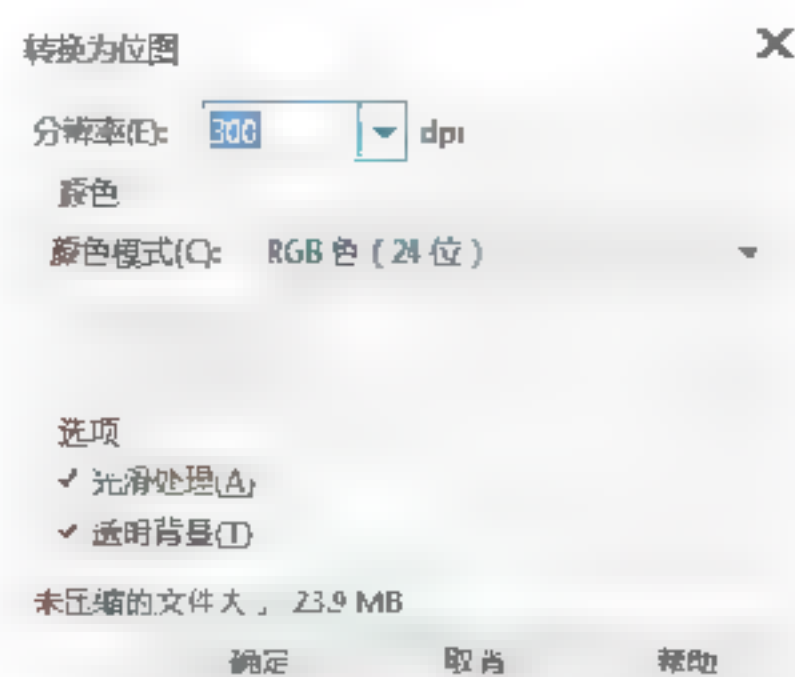 转换为位图
分辨率(E): 300 dpi
颜色
颜色模式(C): RGB 色 ( 24 位 )
选项
光滑处理(A)
透明背景(T)
未压缩的文件大， 23.9 MB
确定 取消 帮助